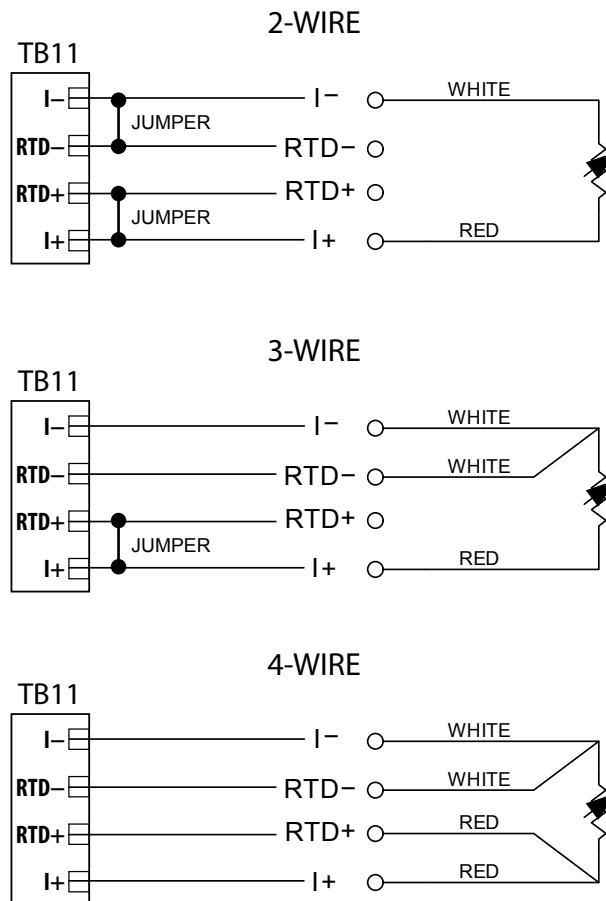 2-WIRE
TB11
I– I– WHITE
JUMPER
RTD– RTD–
RTD+ RTD+
JUMPER
I+ I+ RED
3-WIRE
TB11
I– I– WHITE
RTD– RTD– WHITE
RTD+ RTD+
JUMPER
I+ I+ RED
4-WIRE
TB11
I– I– WHITE
RTD– RTD– WHITE
RTD+ RTD+ RED
I+ I+ RED